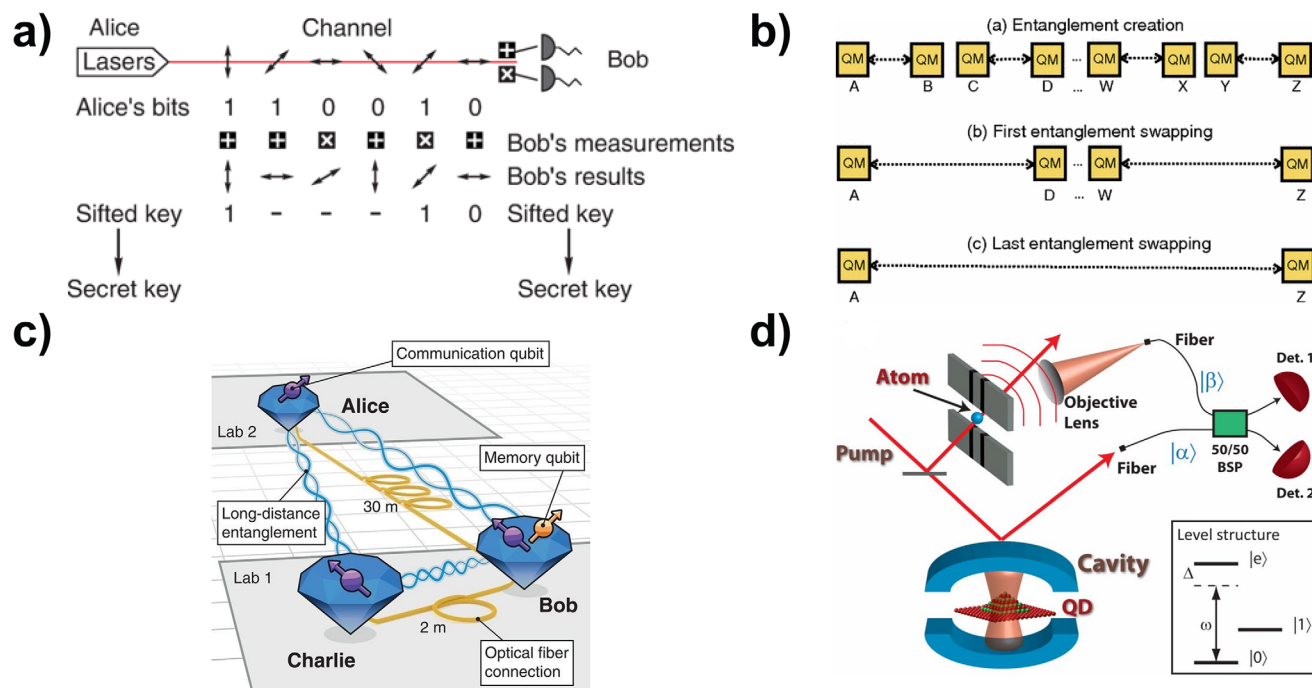 a)
Alice Channel
Lasers Bob
Alice's bits 1 1 0 0 1 0
Bob's measurements
Bob's results
Sifted key 1 - - - 1 0 Sifted key
Secret key Secret key
b)
(a) Entanglement creation
QM QM QM QM QM QM QM QM
A B C D ... W X Y Z
...
(b) First entanglement swapping
QM QM ... QM QM
A D ... W Z
(c) Last entanglement swapping
QM QM
A Z
c)
Communication qubit
Alice
Lab 2
Memory qubit
Long-distance
entanglement
30 m
Lab 1
Bob
2 m
Charlie
Optical fiber
connection
d)
Fiber
Det. 1
Atom
|β⟩
Objective
Lens
Pump
|α⟩
50/50
BSP
Fiber
Det. 2
Level structure
|e⟩
Δ
Cavity
QD
ω
|1⟩
|0⟩